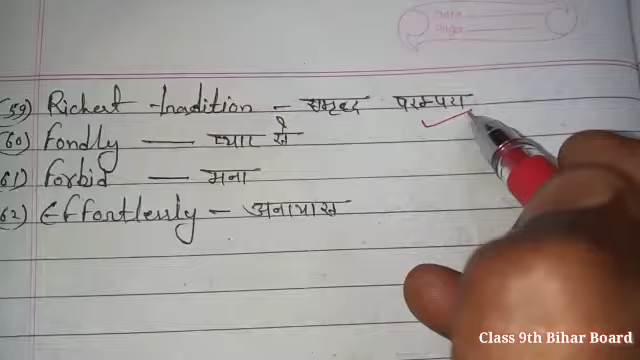 59) Richest tradition - समृद्ध परम्परा
60) Fondly — प्यार से
61) Forbid — मना
62) Effortlessly - अनायास
Class 9th Bihar Board